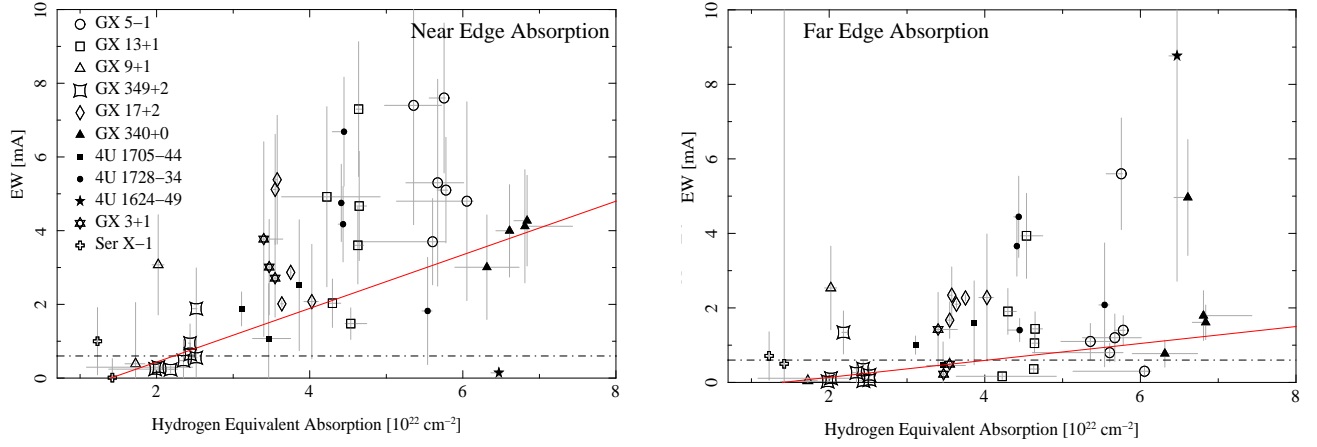 Near Edge Absorption
GX 5−1
GX 13+1
GX 9+1
GX 349+2
GX 17+2
GX 340+0
4U 1705−44
4U 1728−34
4U 1624−49
GX 3+1
Ser X−1
EW [mA]
0
2
4
6
8
10
2 4 6 8
Hydrogen Equivalent Absorption [10²² cm⁻²]
Far Edge Absorption
EW [mA]
0
2
4
6
8
10
2 4 6 8
Hydrogen Equivalent Absorption [10²² cm⁻²]